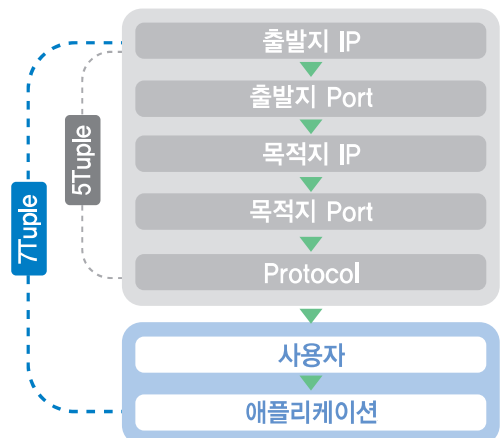 출발지 IP
출발지 Port
목적지 IP
목적지 Port
Protocol
사용자
애플리케이션
5Tuple
7Tuple